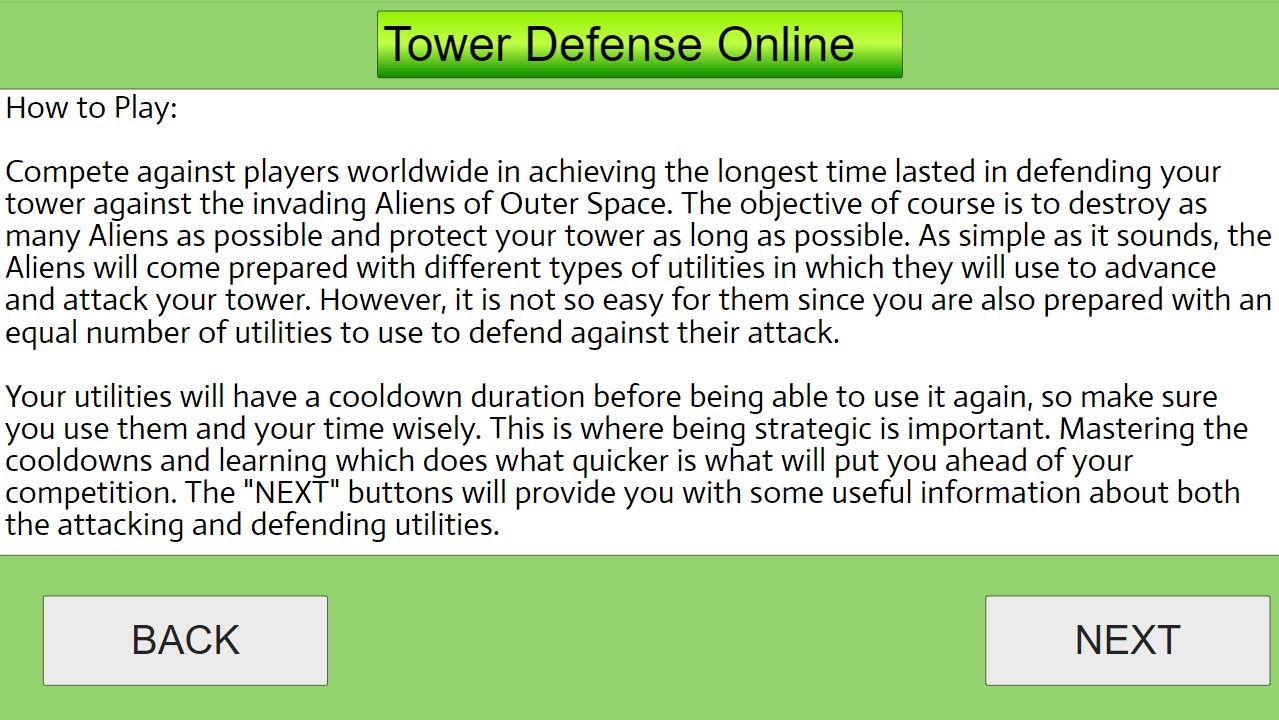 Tower Defense Online
How to Play:
Compete against players worldwide in achieving the longest time lasted in defending your
tower against the invading Aliens of Outer Space. The objective of course is to destroy as
many Aliens as possible and protect your tower as long as possible. As simple as it sounds, the
Aliens will come prepared with different types of utilities in which they will use to advance
and attack your tower. However, it is not so easy for them since you are also prepared with an
equal number of utilities to use to defend against their attack.
Your utilities will have a cooldown duration before being able to use it again, so make sure
you use them and your time wisely. This is where being strategic is important. Mastering the
cooldowns and learning which does what quicker is what will put you ahead of your
competition. The "NEXT" buttons will provide you with some useful information about both
the attacking and defending utilities.
BACK
NEXT